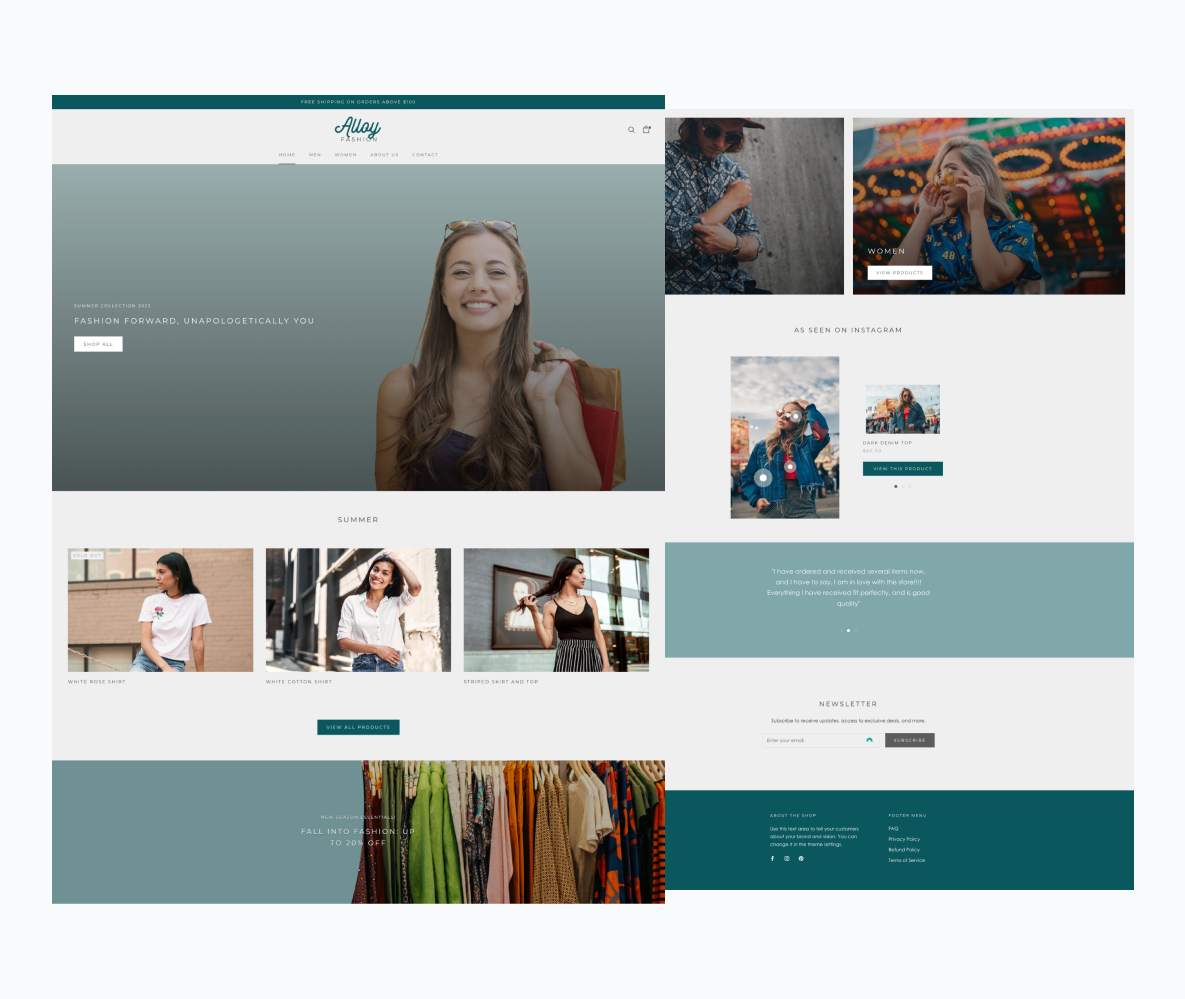 FREE SHIPPING ON ORDERS ABOVE $100
Alloy
FASHION
HOME MEN WOMEN ABOUT US CONTACT
SUMMER COLLECTION 2023
FASHION FORWARD, UNAPOLOGETICALLY YOU
SHOP ALL
SUMMER
SOLD OUT
WHITE ROSE SHIRT
WHITE COTTON SHIRT
STRIPED SKIRT AND TOP
VIEW ALL PRODUCTS
NEW SEASON ESSENTIALS!
FALL INTO FASHION: UP
TO 20% OFF
WOMEN
VIEW PRODUCTS
AS SEEN ON INSTAGRAM
DARK DENIM TOP
VIEW THIS PRODUCT
"I have ordered and received several items now,
and I have to say, I am in love with this store!!!!
Everything I have received fit perfectly, and is good
quality"
NEWSLETTER
Subscribe to receive updates, access to exclusive deals, and more.
Enter your email
SUBSCRIBE
ABOUT THE SHOP
Use this text area to tell your customers
about your brand and vision. You can
change it in the theme settings.
FOOTER MENU
FAQ
Privacy Policy
Refund Policy
Terms of Service